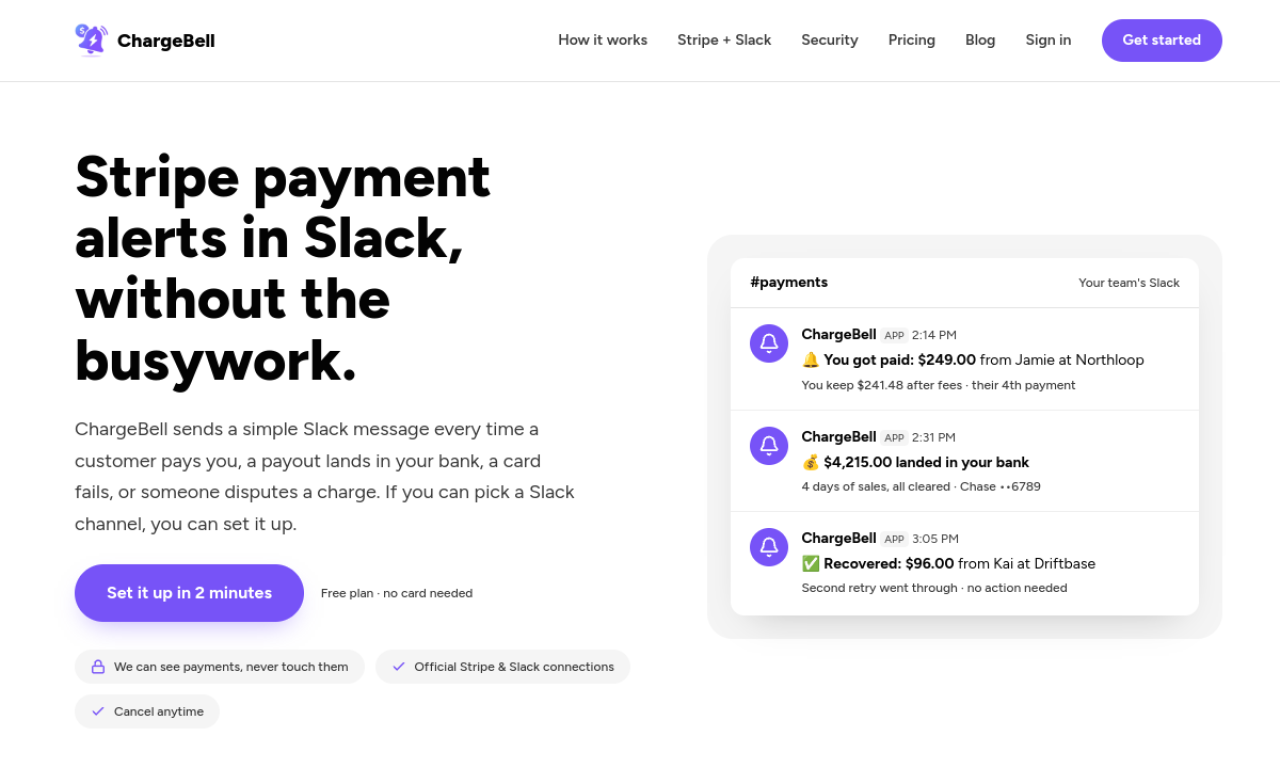 ChargeBell
How it works
Stripe + Slack
Security
Pricing
Blog
Sign in
Get started
Stripe payment
alerts in Slack,
without the
busywork.
ChargeBell sends a simple Slack message every time a
customer pays you, a payout lands in your bank, a card
fails, or someone disputes a charge. If you can pick a Slack
channel, you can set it up.
Set it up in 2 minutes
Free plan · no card needed
We can see payments, never touch them
Official Stripe & Slack connections
Cancel anytime
#payments
Your team's Slack
ChargeBell APP 2:14 PM
🔔 You got paid: $249.00 from Jamie at Northloop
You keep $241.48 after fees · their 4th payment
ChargeBell APP 2:31 PM
💰 $4,215.00 landed in your bank
4 days of sales, all cleared · Chase ••6789
ChargeBell APP 3:05 PM
✅ Recovered: $96.00 from Kai at Driftbase
Second retry went through · no action needed